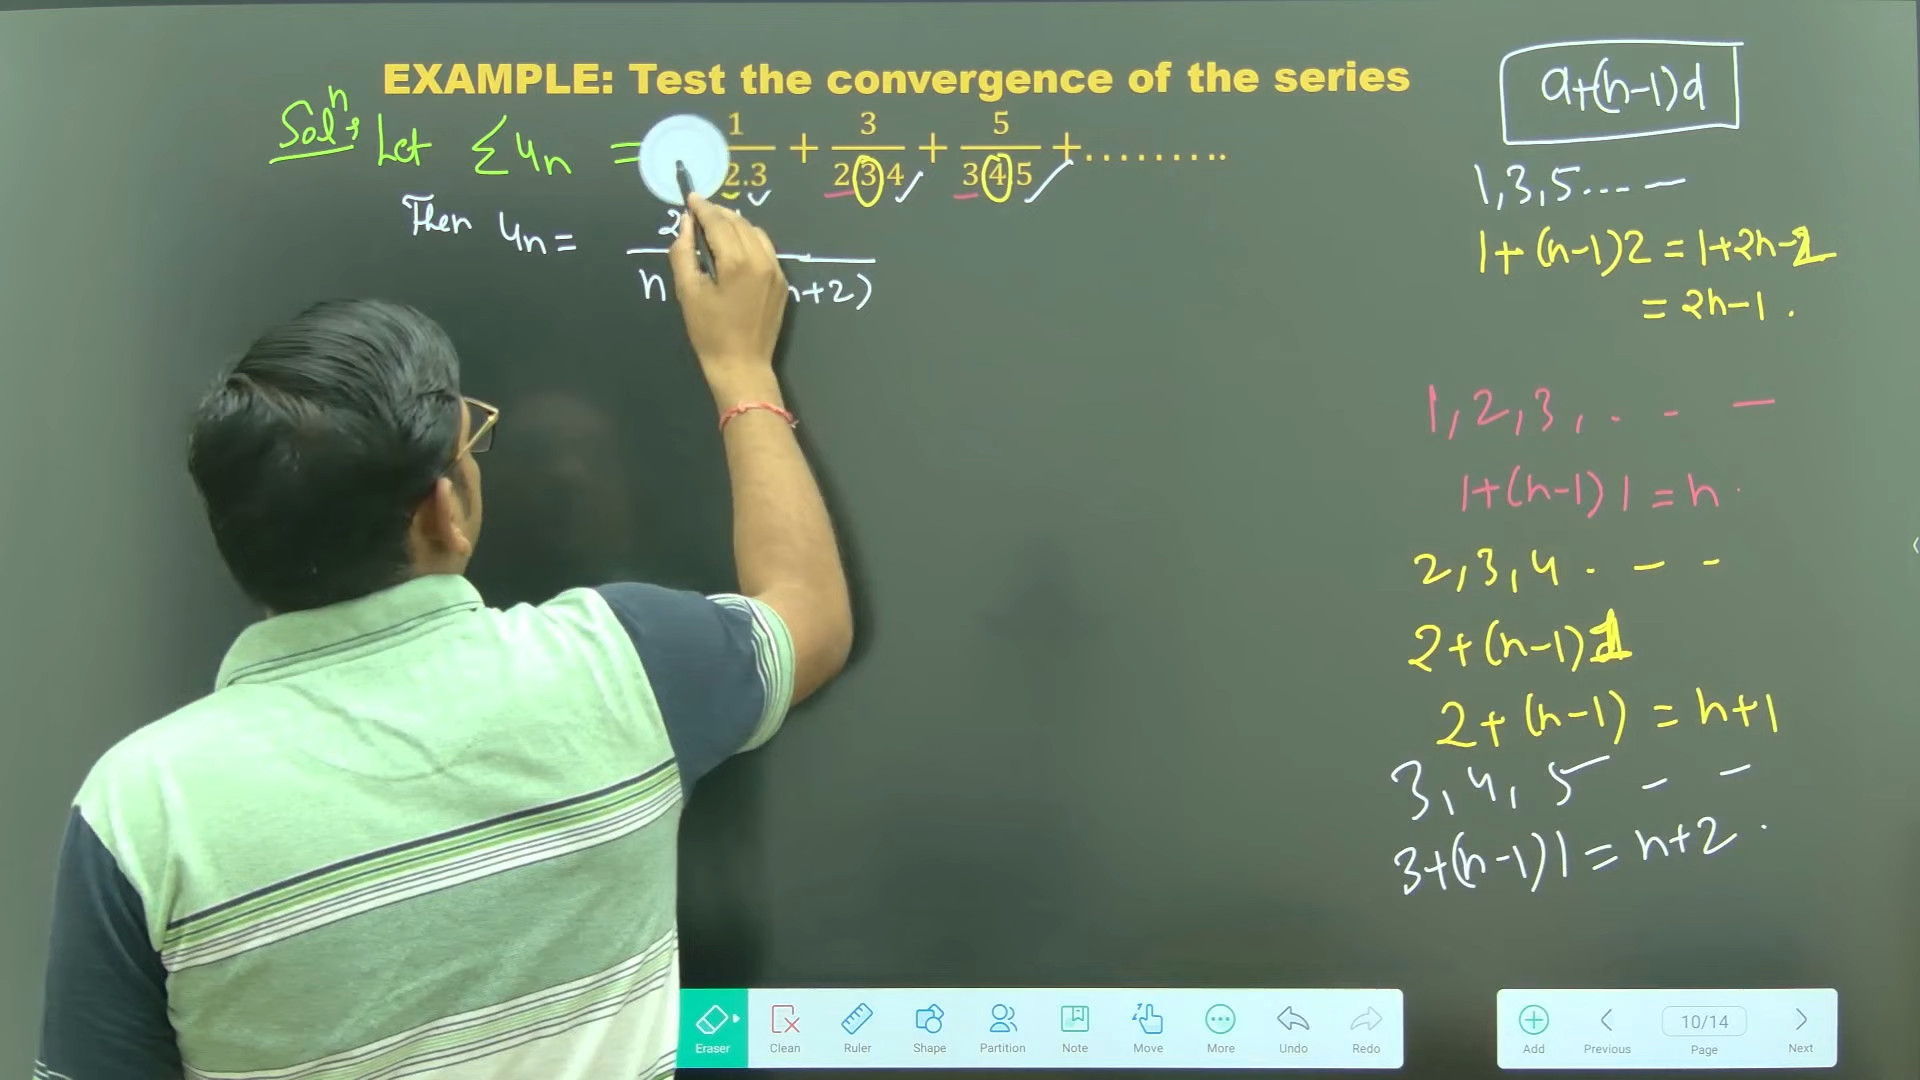 EXAMPLE: Test the convergence of the series
Solⁿ: Let Σuₙ = 1/2.3 + 3/2.3.4 + 5/3.4.5 + .........
Then uₙ = 2 / n (n+2)
a+(n-1)d
1,3,5...-
1+(n-1)2 = 1+2n-2
= 2n-1.
1,2,3,..--
1+(n-1)1 = n.
2,3,4.--
2+(n-1)1
2+(n-1) = n+1
3,4,5--
3+(n-1)1 = n+2.
Eraser Clean Ruler Shape Partition Note Move More Undo Redo
Add Previous 10/14 Page Next